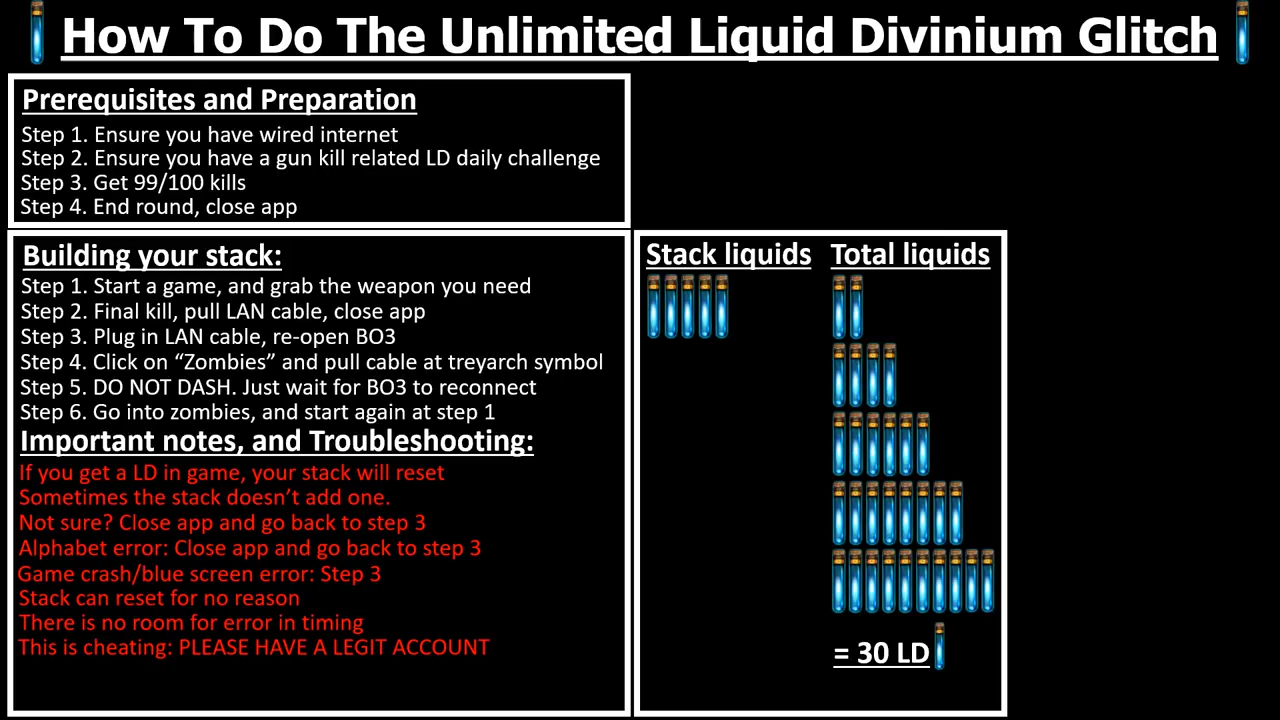 How To Do The Unlimited Liquid Divinium Glitch
Prerequisites and Preparation
Step 1. Ensure you have wired internet
Step 2. Ensure you have a gun kill related LD daily challenge
Step 3. Get 99/100 kills
Step 4. End round, close app
Building your stack:
Step 1. Start a game, and grab the weapon you need
Step 2. Final kill, pull LAN cable, close app
Step 3. Plug in LAN cable, re-open BO3
Step 4. Click on “Zombies” and pull cable at treyarch symbol
Step 5. DO NOT DASH. Just wait for BO3 to reconnect
Step 6. Go into zombies, and start again at step 1
Important notes, and Troubleshooting:
If you get a LD in game, your stack will reset
Sometimes the stack doesn’t add one.
Not sure? Close app and go back to step 3
Alphabet error: Close app and go back to step 3
Game crash/blue screen error: Step 3
Stack can reset for no reason
There is no room for error in timing
This is cheating: PLEASE HAVE A LEGIT ACCOUNT
Stack liquids
Total liquids
= 30 LD